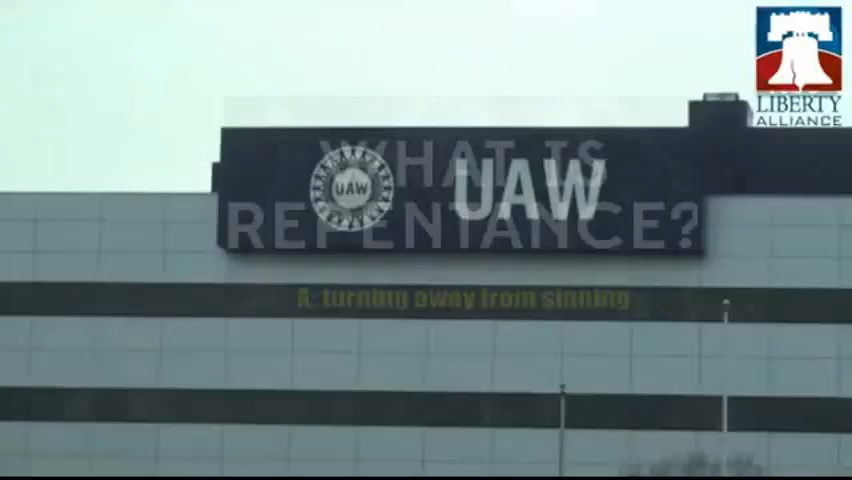 LIBERTY
ALLIANCE
WHAT IS
UAW
UAW
REPENTANCE?
A. turning away from sinning